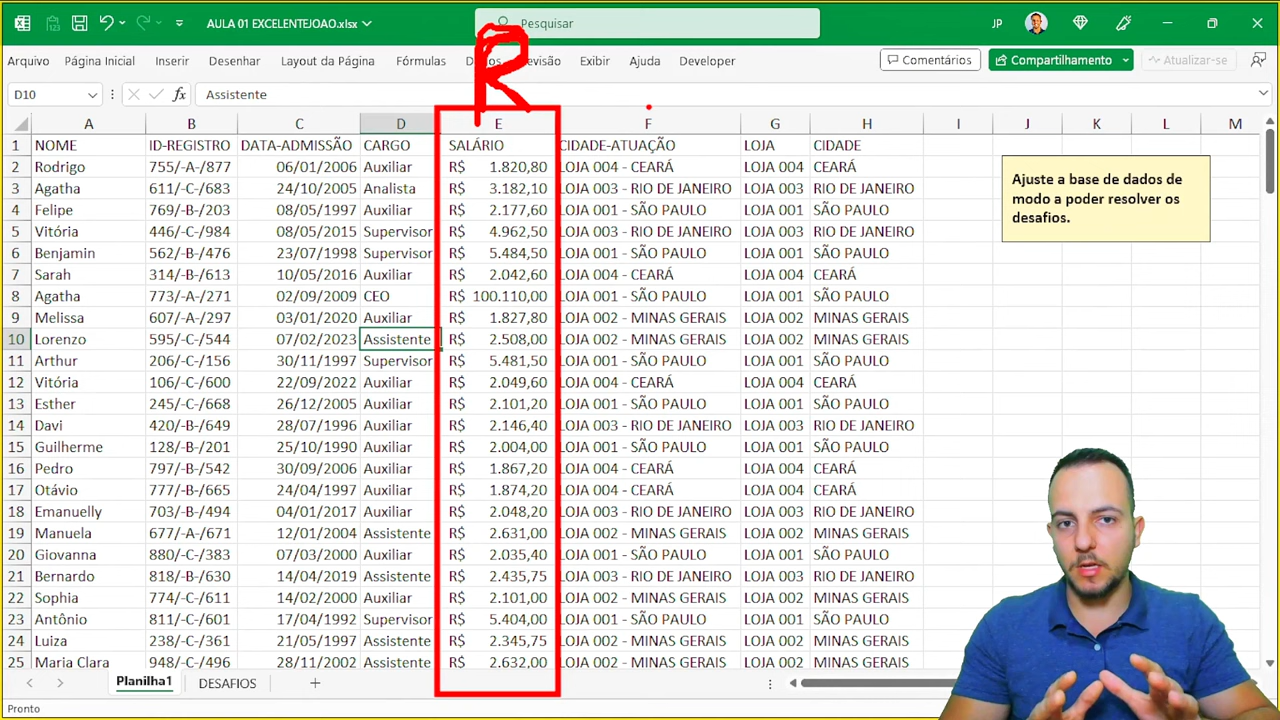 AULA 01 EXCELENTEJOAO.xlsx Pesquisar JP
Arquivo Página Inicial Inserir Desenhar Layout da Página Fórmulas Exibir Ajuda Developer Comentários Compartilhamento Atualizar-se
R
D10 fx Assistente
A B C D E F G H I J K L M
1 NOME ID-REGISTRO DATA-ADMISSÃO CARGO SALÁRIO CIDADE-ATUAÇÃO LOJA CIDADE
2 Rodrigo 755/-A-/877 06/01/2006 Auxiliar R$ 1.820,80 LOJA 004 - CEARÁ LOJA 004 CEARÁ
3 Agatha 611/-C-/683 24/10/2005 Analista R$ 3.182,10 LOJA 003 - RIO DE JANEIRO LOJA 003 RIO DE JANEIRO
4 Felipe 769/-B-/203 08/05/1997 Auxiliar R$ 2.177,60 LOJA 001 - SÃO PAULO LOJA 001 SÃO PAULO
5 Vitória 446/-C-/984 08/05/2015 Supervisor R$ 4.962,50 LOJA 003 - RIO DE JANEIRO LOJA 003 RIO DE JANEIRO
6 Benjamin 562/-B-/476 23/07/1998 Supervisor R$ 5.484,50 LOJA 001 - SÃO PAULO LOJA 001 SÃO PAULO
7 Sarah 314/-B-/613 10/05/2016 Auxiliar R$ 2.042,60 LOJA 004 - CEARÁ LOJA 004 CEARÁ
8 Agatha 773/-A-/271 02/09/2009 CEO R$ 100.110,00 LOJA 001 - SÃO PAULO LOJA 001 SÃO PAULO
9 Melissa 607/-A-/297 03/01/2020 Auxiliar R$ 1.827,80 LOJA 002 - MINAS GERAIS LOJA 002 MINAS GERAIS
10 Lorenzo 595/-C-/544 07/02/2023 Assistente R$ 2.508,00 LOJA 002 - MINAS GERAIS LOJA 002 MINAS GERAIS
11 Arthur 206/-C-/156 30/11/1997 Supervisor R$ 5.481,50 LOJA 001 - SÃO PAULO LOJA 001 SÃO PAULO
12 Vitória 106/-C-/600 22/09/2022 Auxiliar R$ 2.049,60 LOJA 004 - CEARÁ LOJA 004 CEARÁ
13 Esther 245/-C-/668 26/12/2005 Auxiliar R$ 2.101,20 LOJA 001 - SÃO PAULO LOJA 001 SÃO PAULO
14 Davi 420/-B-/649 28/07/1996 Auxiliar R$ 2.146,40 LOJA 003 - RIO DE JANEIRO LOJA 003 RIO DE JANEIRO
15 Guilherme 128/-B-/201 25/10/1990 Auxiliar R$ 2.004,00 LOJA 001 - SÃO PAULO LOJA 001 SÃO PAULO
16 Pedro 797/-B-/542 30/09/2006 Auxiliar R$ 1.867,20 LOJA 004 - CEARÁ LOJA 004 CEARÁ
17 Otávio 777/-B-/665 24/04/1997 Auxiliar R$ 1.874,20 LOJA 004 - CEARÁ LOJA 004 CEARÁ
18 Emanuelly 703/-B-/494 04/01/2017 Auxiliar R$ 2.048,20 LOJA 003 - RIO DE JANEIRO LOJA 003 RIO DE JANEIRO
19 Manuela 677/-A-/671 12/01/2004 Assistente R$ 2.631,00 LOJA 002 - MINAS GERAIS LOJA 002 MINAS GERAIS
20 Giovanna 880/-C-/383 07/03/2000 Auxiliar R$ 2.035,40 LOJA 001 - SÃO PAULO LOJA 001 SÃO PAULO
21 Bernardo 818/-B-/630 14/04/2019 Assistente R$ 2.435,75 LOJA 003 - RIO DE JANEIRO LOJA 003 RIO DE JANEIRO
22 Sophia 774/-B-/611 14/02/2000 Auxiliar R$ 2.101,00 LOJA 002 - MINAS GERAIS LOJA 002 MINAS GERAIS
23 Antônio 811/-C-/601 17/04/1992 Supervisor R$ 5.404,00 LOJA 001 - SÃO PAULO LOJA 001 SÃO PAULO
24 Luiza 238/-C-/361 21/05/1997 Assistente R$ 2.345,75 LOJA 002 - MINAS GERAIS LOJA 002 MINAS GERAIS
25 Maria Clara 948/-C-/496 28/11/2002 Assistente R$ 2.632,00 LOJA 002 - MINAS GERAIS LOJA 002 MINAS GERAIS
Ajuste a base de dados de
modo a poder resolver os
desafios.
Planilha1 DESAFIOS
Pronto